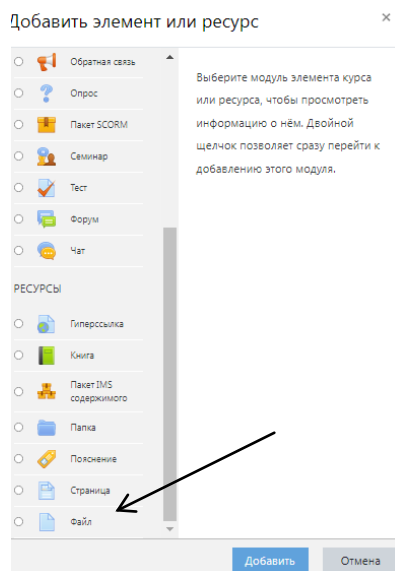 Добавить элемент или ресурс
×
Обратная связь
Опрос
Пакет SCORM
Семинар
Тест
Форум
Чат
РЕСУРСЫ
Гиперссылка
Книга
Пакет IMS
содержимого
Папка
Пояснение
Страница
Файл
Выберите модуль элемента курса
или ресурса, чтобы просмотреть
информацию о нём. Двойной
щелчок позволяет сразу перейти к
добавлению этого модуля.
Добавить
Отмена